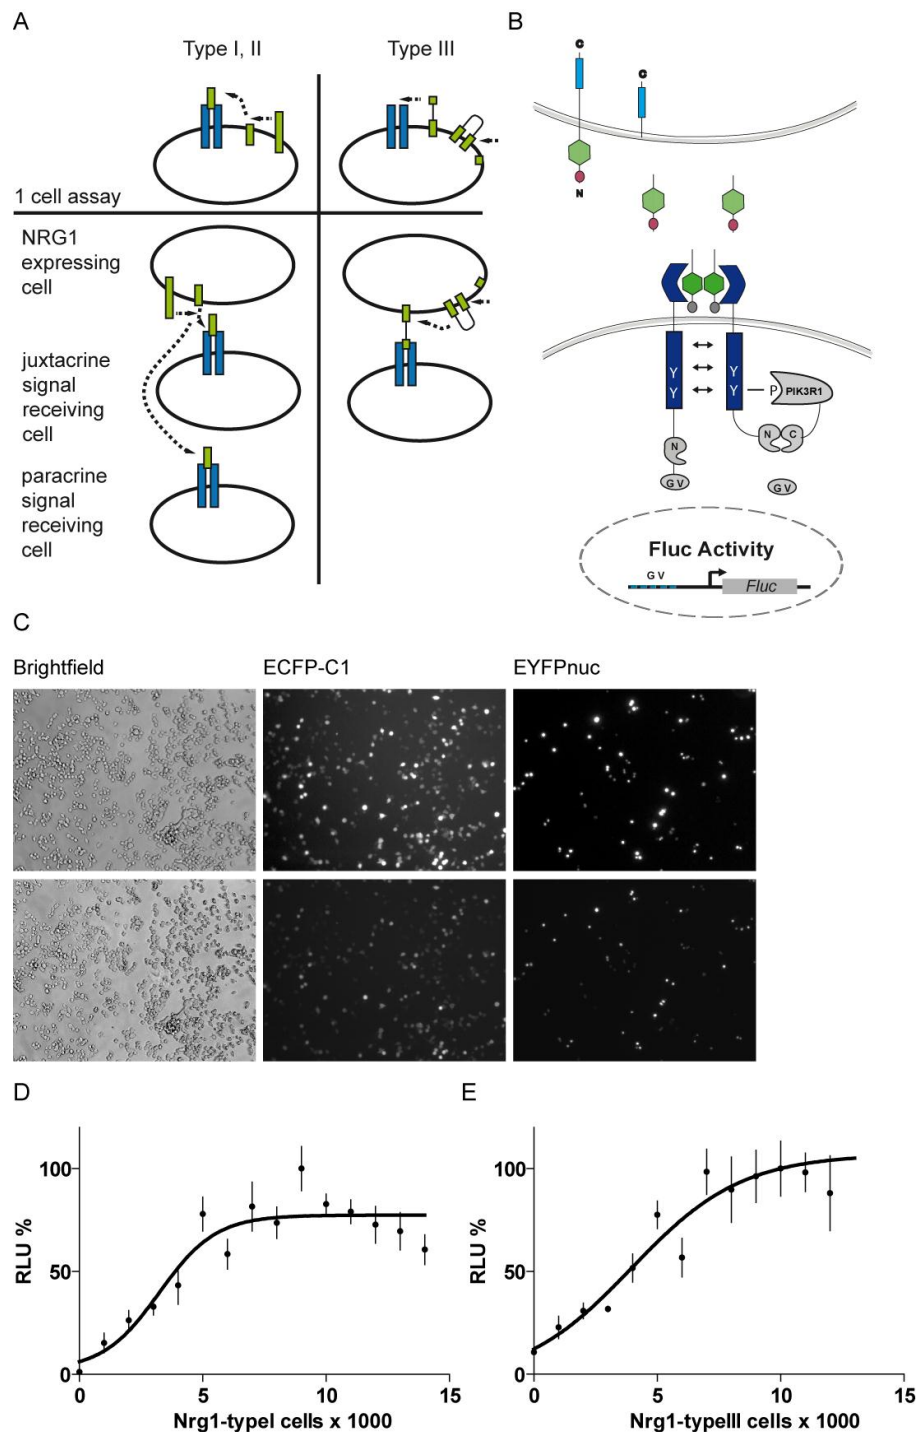 A
B
Type I, II
Type III
1 cell assay
NRG1
expressing
cell
juxtacrine
signal
receiving
cell
paracrine
signal
receiving
cell
C
C
N
Y
Y
Y
Y
P
PIK3R1
N
N
C
G V
G V
Fluc Activity
G V
Fluc
C
Brightfield
ECFP-C1
EYFPnuc
D
E
100
50
0
RLU %
0
5
10
15
Nrg1-typeI cells x 1000
100
50
0
RLU %
0
5
10
15
Nrg1-typeIII cells x 1000